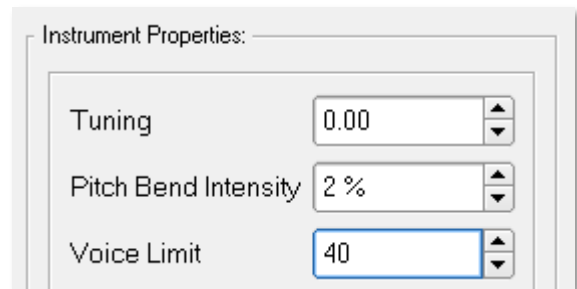 Instrument Properties:
Tuning 0.00
Pitch Bend Intensity 2 %
Voice Limit 40